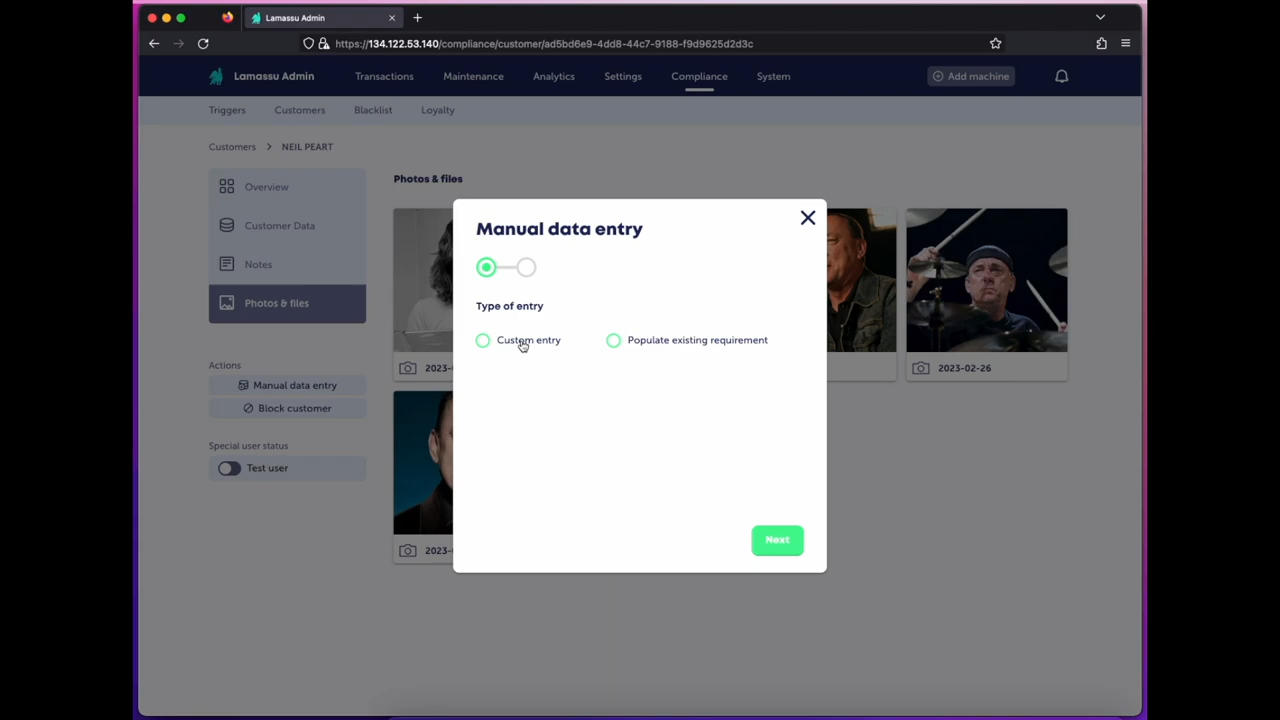 Lamassu Admin
https://134.122.53.140/compliance/customer/ad5bd6e9-4dd8-44c7-9188-f9d9625d2d3c
Lamassu Admin Transactions Maintenance Analytics Settings Compliance System Add machine
Triggers Customers Blacklist Loyalty
Customers > NEIL PEART
Overview
Customer Data
Notes
Photos & files
Actions
Manual data entry
Block customer
Special user status
Test user
Photos & files
2023-
2023-02-26
2023-
Manual data entry
Type of entry
Custom entry Populate existing requirement
Next